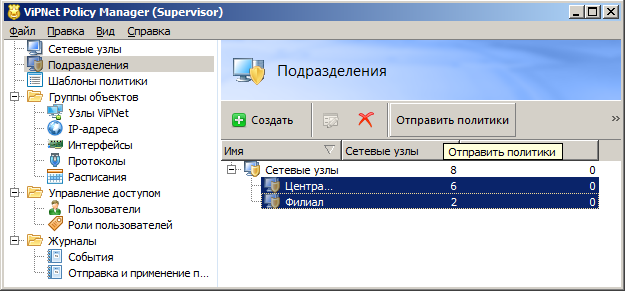 ViPNet Policy Manager (Supervisor)
Файл Правка Вид Справка
Сетевые узлы
Подразделения
Шаблоны политики
Группы объектов
Узлы ViPNet
IP-адреса
Интерфейсы
Протоколы
Расписания
Управление доступом
Пользователи
Роли пользователей
Журналы
События
Отправка и применение п...
Подразделения
Создать Отправить политики »
Имя Сетевые узлы
Отправить политики
Сетевые узлы 8 0
Центра... 6 0
Филиал 2 0